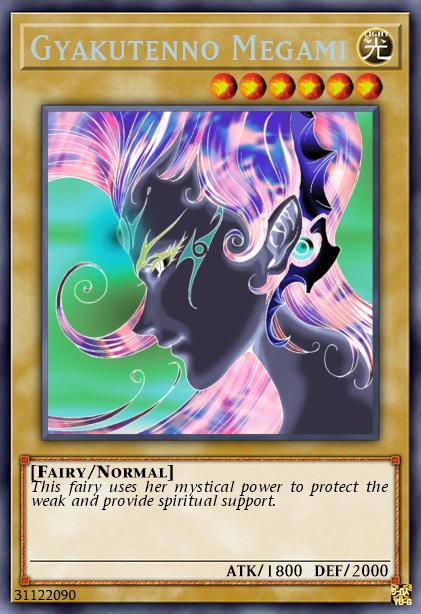 Gyakutenno Megami
LIGHT
光
[Fairy/Normal]
This fairy uses her mystical power to protect the
weak and provide spiritual support.
ATK/1800 DEF/2000
31122090